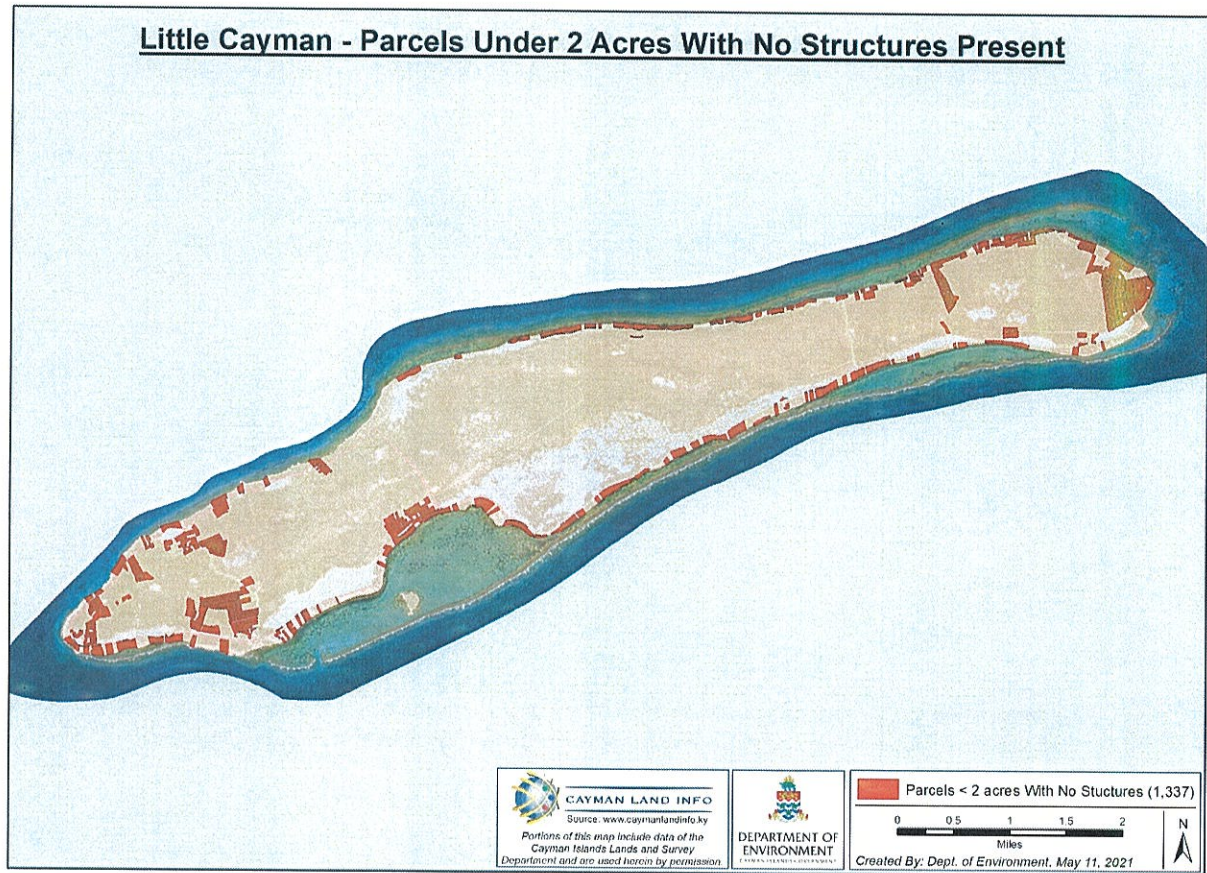 Little Cayman - Parcels Under 2 Acres With No Structures Present
CAYMAN LAND INFO
Source: www.caymanlandinfo.ky
Portions of this map include data of the
Cayman Islands Lands and Survey
Department and are used herein by permission.
DEPARTMENT OF
ENVIRONMENT
CAYMAN ISLANDS GOVERNMENT
Parcels < 2 acres With No Stuctures (1,337)
0 0.5 1 1.5 2
Miles
N
Created By: Dept. of Environment, May 11, 2021